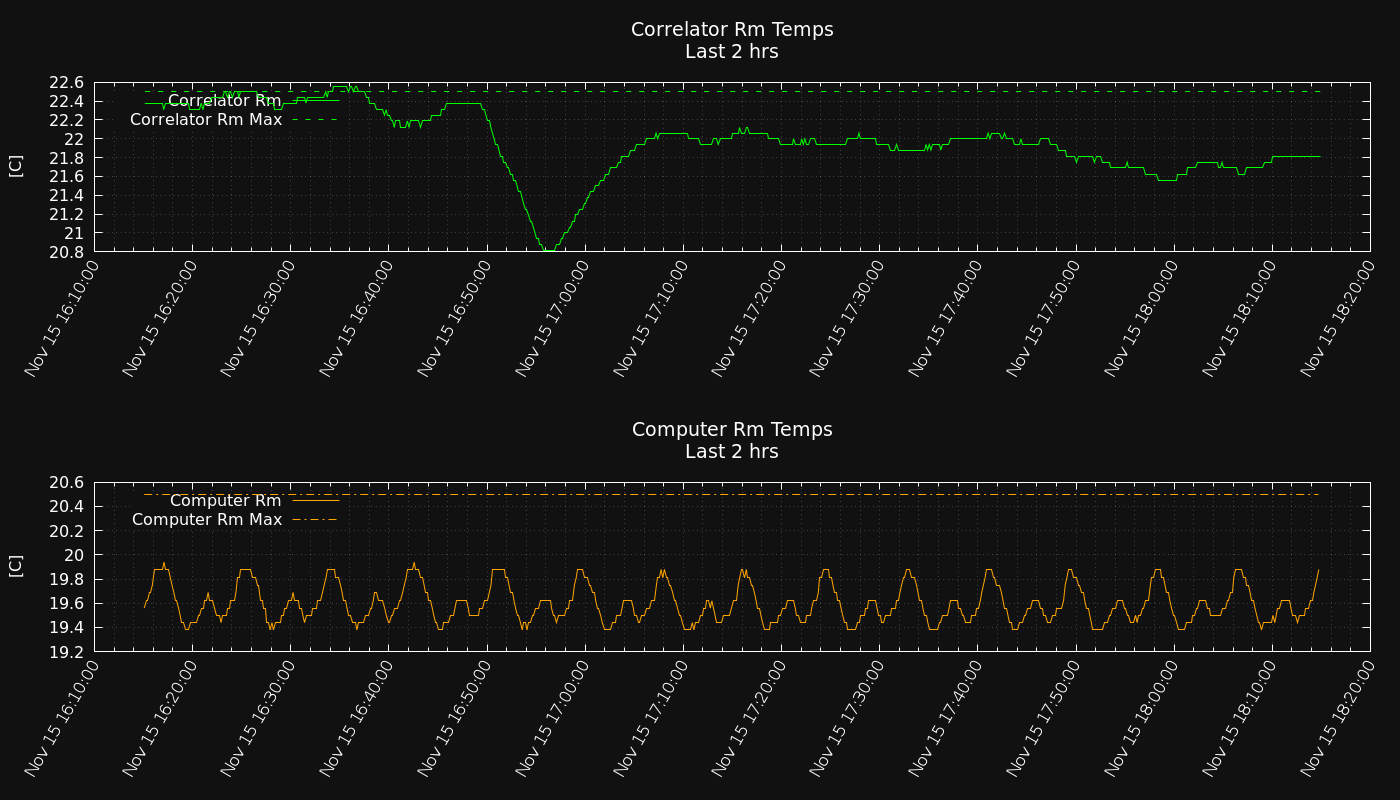 Correlator Rm Temps
Last 2 hrs
22.6
22.4
22.2
22
21.8
21.6
21.4
21.2
21
20.8
[C]
Correlator Rm
Correlator Rm Max
Nov 15 16:10:00
Nov 15 16:20:00
Nov 15 16:30:00
Nov 15 16:40:00
Nov 15 16:50:00
Nov 15 17:00:00
Nov 15 17:10:00
Nov 15 17:20:00
Nov 15 17:30:00
Nov 15 17:40:00
Nov 15 17:50:00
Nov 15 18:00:00
Nov 15 18:10:00
Nov 15 18:20:00
Computer Rm Temps
Last 2 hrs
20.6
20.4
20.2
20
19.8
19.6
19.4
19.2
[C]
Computer Rm
Computer Rm Max
Nov 15 16:10:00
Nov 15 16:20:00
Nov 15 16:30:00
Nov 15 16:40:00
Nov 15 16:50:00
Nov 15 17:00:00
Nov 15 17:10:00
Nov 15 17:20:00
Nov 15 17:30:00
Nov 15 17:40:00
Nov 15 17:50:00
Nov 15 18:00:00
Nov 15 18:10:00
Nov 15 18:20:00